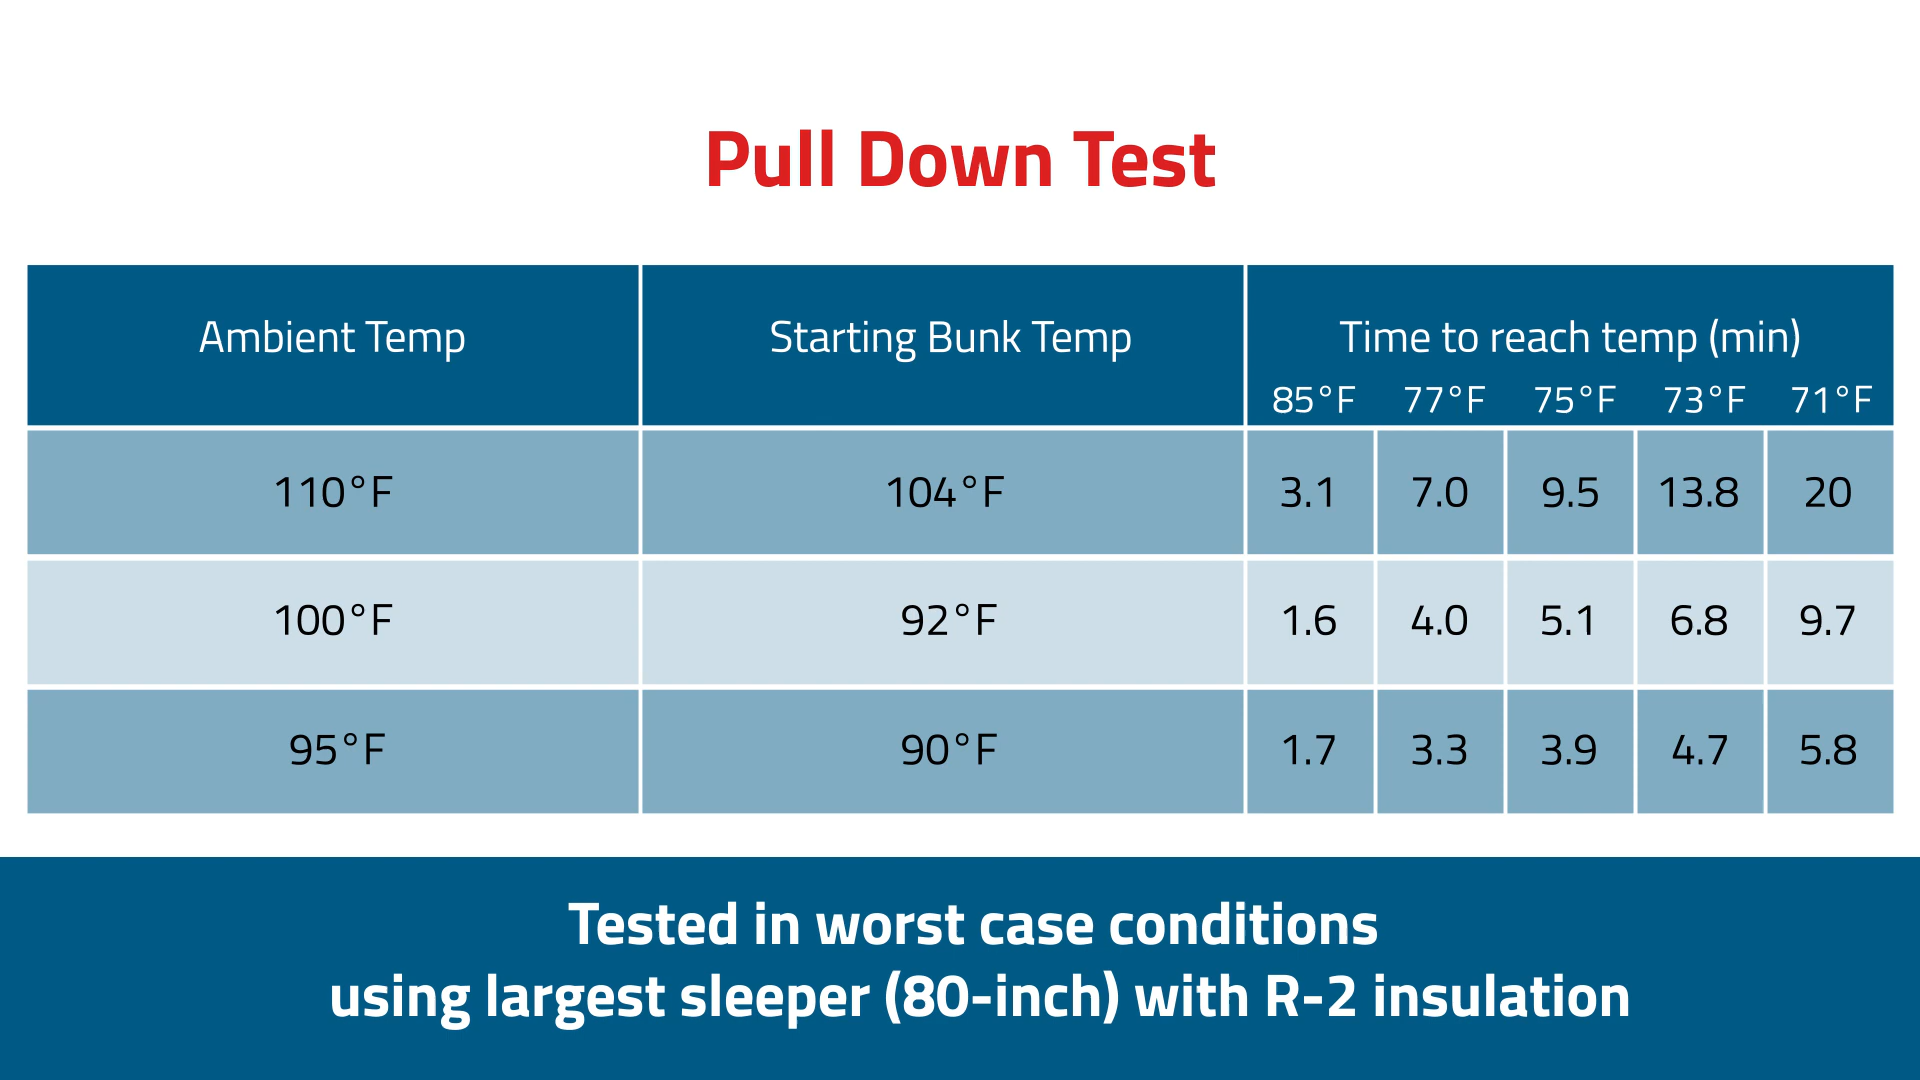 Pull Down Test
Ambient Temp Starting Bunk Temp Time to reach temp (min)
85°F 77°F 75°F 73°F 71°F
110°F 104°F 3.1 7.0 9.5 13.8 20
100°F 92°F 1.6 4.0 5.1 6.8 9.7
95°F 90°F 1.7 3.3 3.9 4.7 5.8
Tested in worst case conditions
using largest sleeper (80-inch) with R-2 insulation